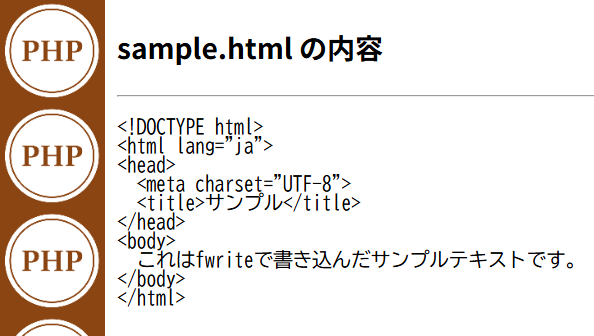 PHP
PHP
PHP
sample.html の内容
<!DOCTYPE html>
<html lang="ja">
<head>
  <meta charset="UTF-8">
  <title>サンプル</title>
</head>
<body>
  これはfwriteで書き込んだサンプルテキストです。
</body>
</html>